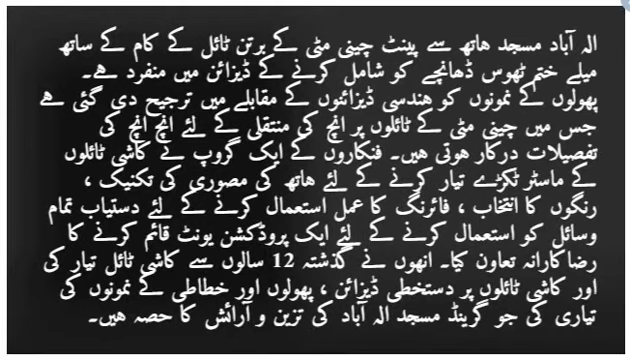 الہ آباد مسجد ہاتھ سے پینٹ چینی مٹی کے برتن ٹائل کے کام کے ساتھ
میلے ختم ٹھوس ڈھانچے کو شامل کرنے کے ڈیزائن میں منفرد ہے۔
پھولوں کے نمونوں کو ہندسی ڈیزائنوں کے مقابلے میں ترجیح دی گئی ہے
جس میں چینی مٹی کے ٹائلوں پر انچ کی منتقلی کے لئے انچ انچ کی
تفصیلات درکار ہوتی ہیں۔ فنکاروں کے ایک گروپ نے کاشی ٹائلوں
کے ماسٹر ٹکڑے تیار کرنے کے لئے ہاتھ کی مصوری کی تکنیک ،
رنگوں کا انتخاب ، فائرنگ کا عمل استعمال کرنے کے لئے دستیاب تمام
وسائل کو استعمال کرنے کے لئے ایک پروڈکشن یونٹ قائم کرنے کا
رضاکارانہ تعاون کیا۔ انھوں نے گذشتہ 12 سالوں سے کاشی ٹائل تیار کی
اور کاشی ٹائلوں پر دستخطی ڈیزائن ، پھولوں اور خطاطی کے نمونوں کی
تیاری کی جو گرینڈ مسجد الہ آباد کی تزین و آرائش کا حصہ ہیں۔